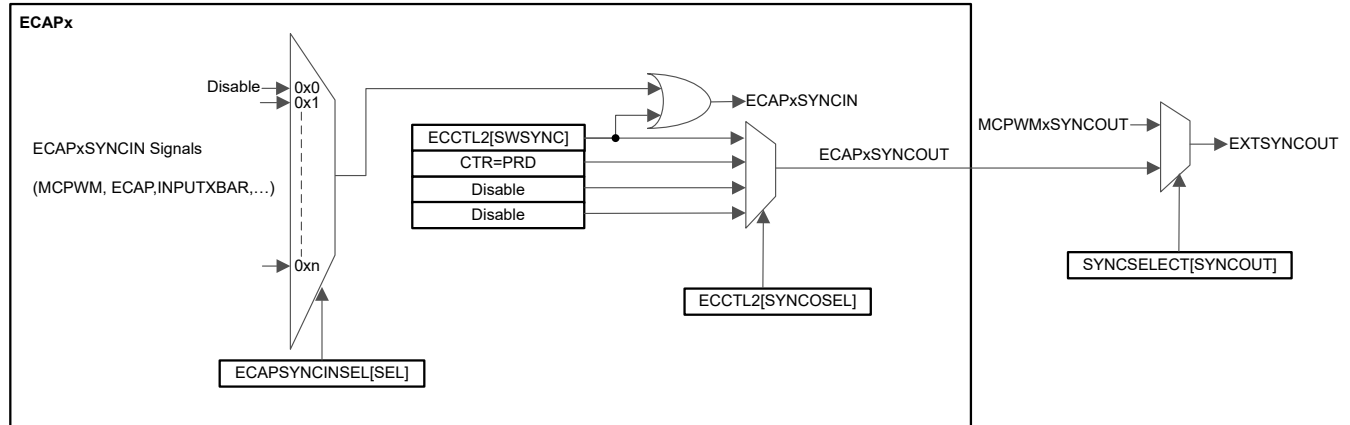 ECAPx
Disable
0x0
0x1
ECAPxSYNCIN Signals
(MCPWM, ECAP,INPUTXBAR,...)
0xn
ECAPSYNCINSEL[SEL]
ECAPxSYNCIN
ECCTL2[SWSYNC]
CTR=PRD
Disable
Disable
ECAPxSYNCOUT
ECCTL2[SYNCOSEL]
MCPWMxSYNCOUT
EXTSYNCOUT
SYNCSELECT[SYNCOUT]